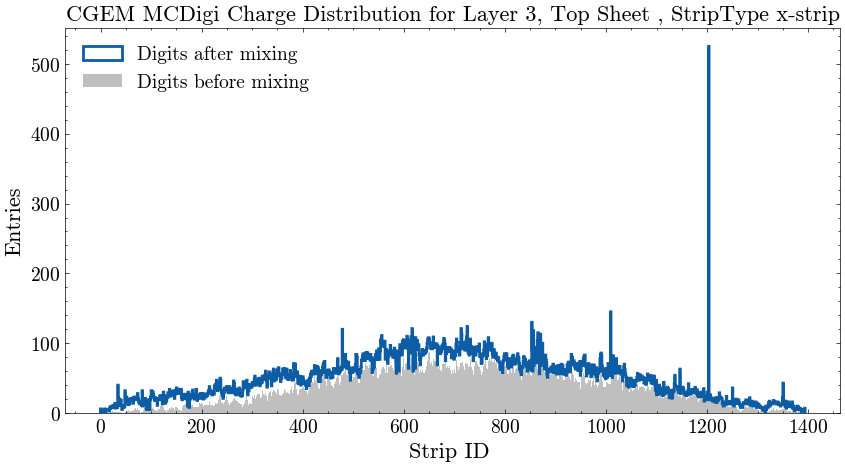 CGEM MCDigi Charge Distribution for Layer 3, Top Sheet , StripType x-strip
Digits after mixing
Digits before mixing
500
400
300
200
100
0
Entries
0 200 400 600 800 1000 1200 1400
Strip ID